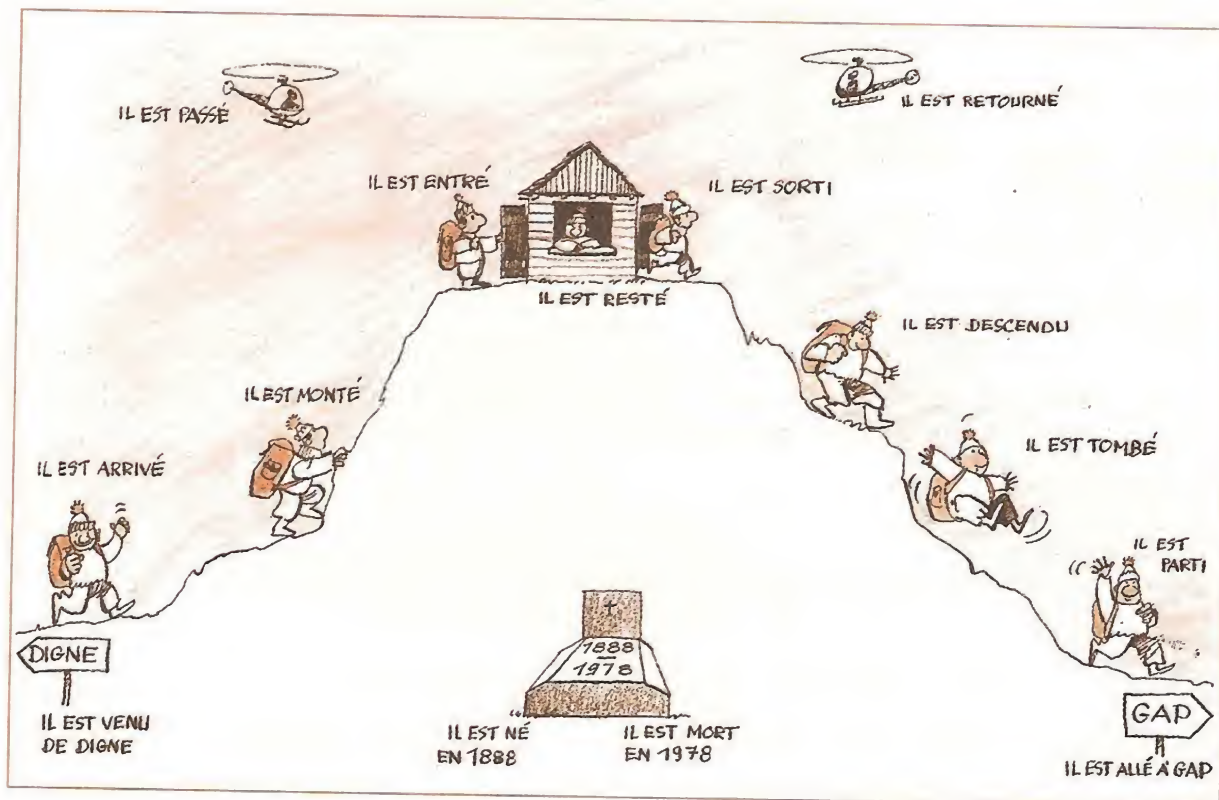 IL EST PASSÉ
IL EST RETOURNÉ
IL EST ENTRÉ
IL EST SORTI
IL EST RESTÉ
IL EST DESCENDU
IL EST MONTÉ
IL EST TOMBÉ
IL EST ARRIVÉ
IL EST
PARTI
DIGNE
1888
1978
GAP
IL EST VENU
DE DIGNE
IL EST NÉ
EN 1888
IL EST MORT
EN 1978
IL EST ALLÉ À GAP